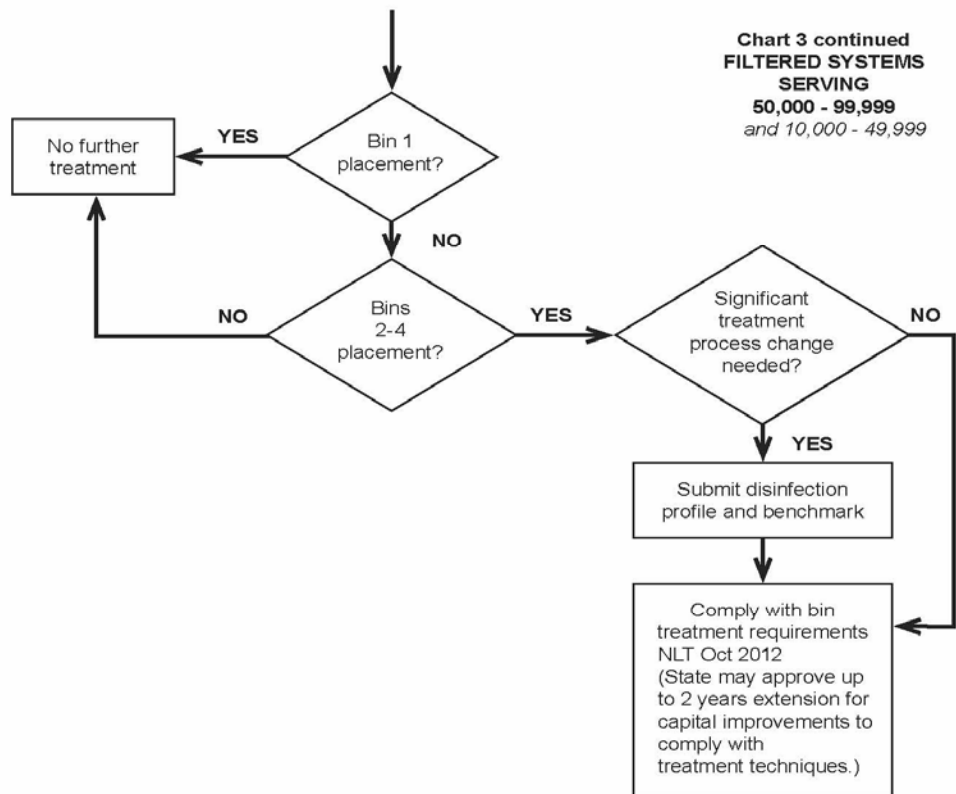 Chart 3 continued
FILTERED SYSTEMS
SERVING
50,000 - 99,999
and 10,000 - 49,999
Bin 1
placement?
YES
No further
treatment
NO
Bins
2-4
placement?
NO
YES
Significant
treatment
process change
needed?
NO
YES
Submit disinfection
profile and benchmark
Comply with bin
treatment requirements
NLT Oct 2012
(State may approve up
to 2 years extension for
capital improvements to
comply with
treatment techniques.)